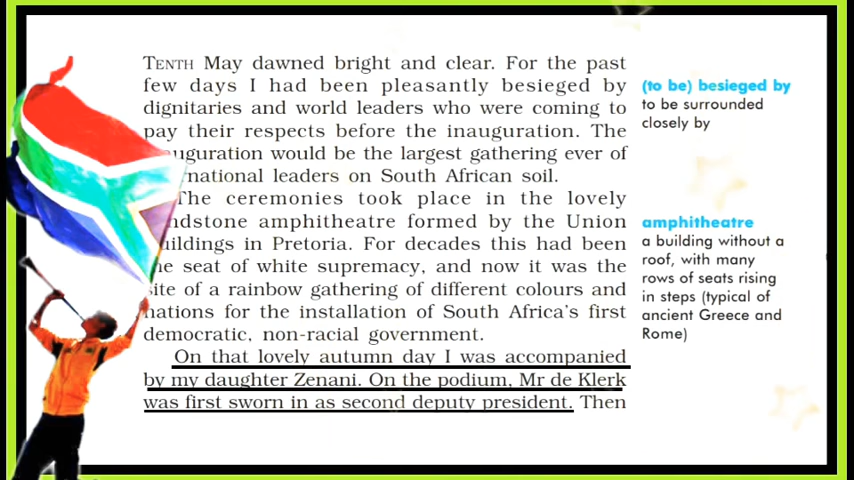 TENTH May dawned bright and clear. For the past
few days I had been pleasantly besieged by
dignitaries and world leaders who were coming to
pay their respects before the inauguration. The
uguration would be the largest gathering ever of
national leaders on South African soil.
The ceremonies took place in the lovely
ndstone amphitheatre formed by the Union
uildings in Pretoria. For decades this had been
he seat of white supremacy, and now it was the
site of a rainbow gathering of different colours and
nations for the installation of South Africa's first
democratic, non-racial government.
On that lovely autumn day I was accompanied
by my daughter Zenani. On the podium, Mr de Klerk
was first sworn in as second deputy president. Then
(to be) besieged by
to be surrounded
closely by
amphitheatre
a building without a
roof, with many
rows of seats rising
in steps (typical of
ancient Greece and
Rome)